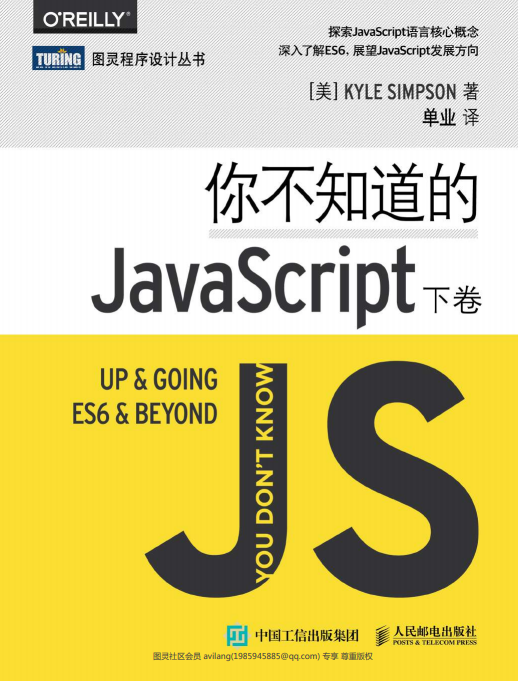 O'REILLY®
TURING
图灵程序设计丛书
探索JavaScript语言核心概念
深入了解ES6，展望JavaScript发展方向
[美] KYLE SIMPSON 著
单业 译
你不知道的
JavaScript 下卷
UP & GOING
ES6 & BEYOND
JS
YOU DON'T KNOW
中国工信出版集团
人民邮电出版社
POSTS & TELECOM PRESS
图灵社区会员 avilang(1985945885@qq.com) 专享 尊重版权